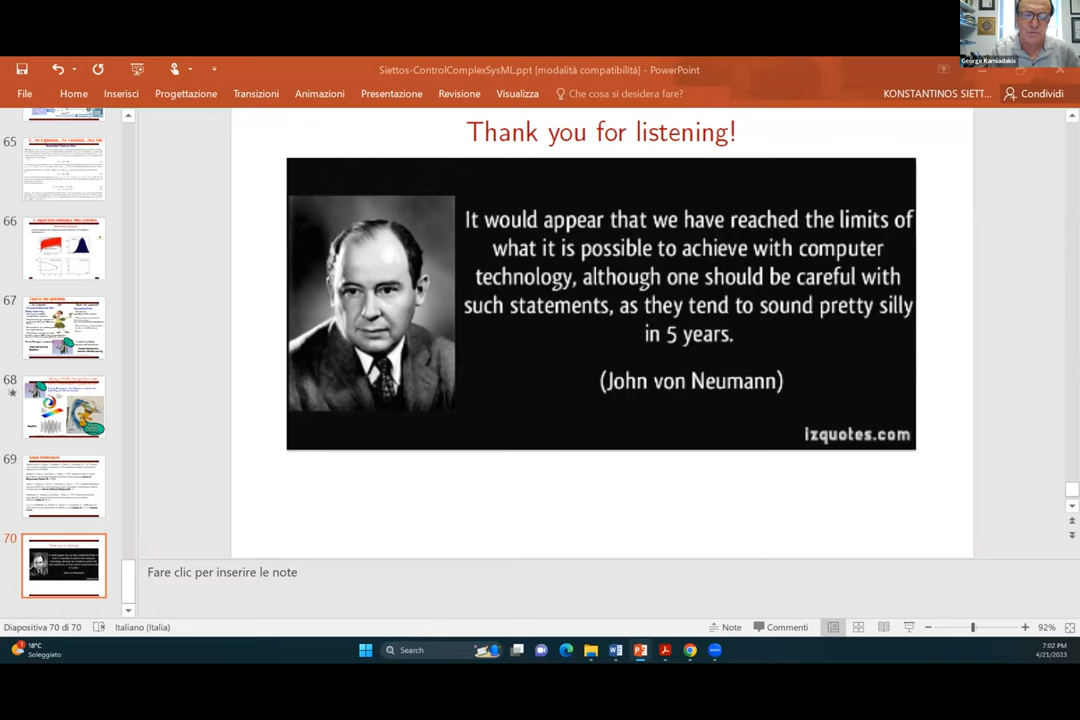 George Karniadakis
Siettos-ControlComplexSysML.ppt [modalità compatibilità] - PowerPoint
File Home Inserisci Progettazione Transizioni Animazioni Presentazione Revisione Visualizza Che cosa si desidera fare? KONSTANTINOS SIETT... Condividi
65
66
67
68
69
70
Thank you for listening!
It would appear that we have reached the limits of
what it is possible to achieve with computer
technology, although one should be careful with
such statements, as they tend to sound pretty silly
in 5 years.
(John von Neumann)
izquotes.com
Fare clic per inserire le note
Diapositiva 70 di 70 Italiano (Italia) Note Commenti 92%
18°C
Soleggiato
Search
7:02 PM
4/21/2023